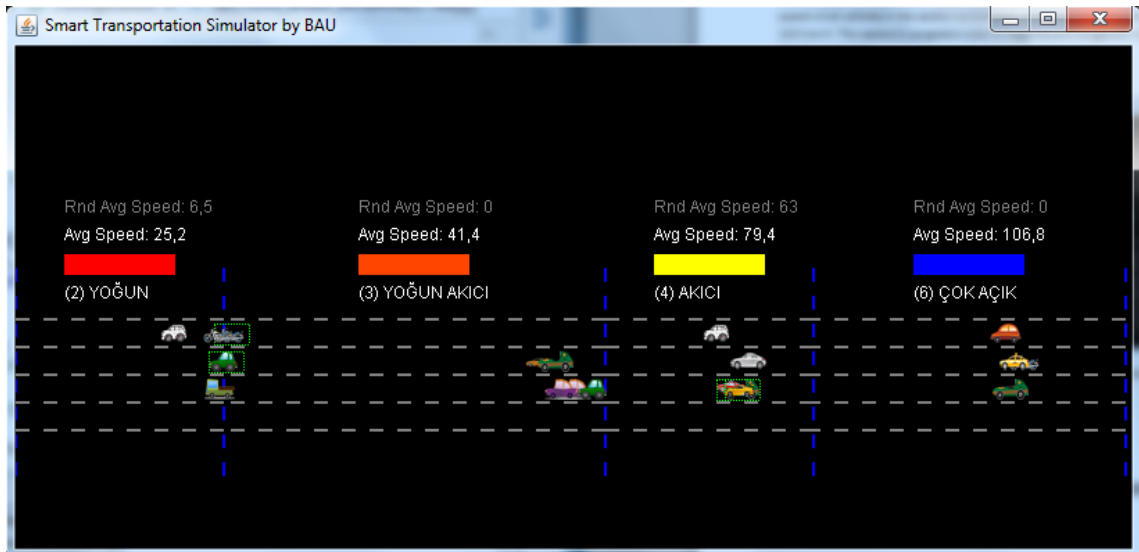 Smart Transportation Simulator by BAU
Rnd Avg Speed: 6,5
Avg Speed: 25,2
(2) YOĞUN
Rnd Avg Speed: 0
Avg Speed: 41,4
(3) YOĞUN AKICI
Rnd Avg Speed: 63
Avg Speed: 79,4
(4) AKICI
Rnd Avg Speed: 0
Avg Speed: 106,8
(6) ÇOK AÇIK